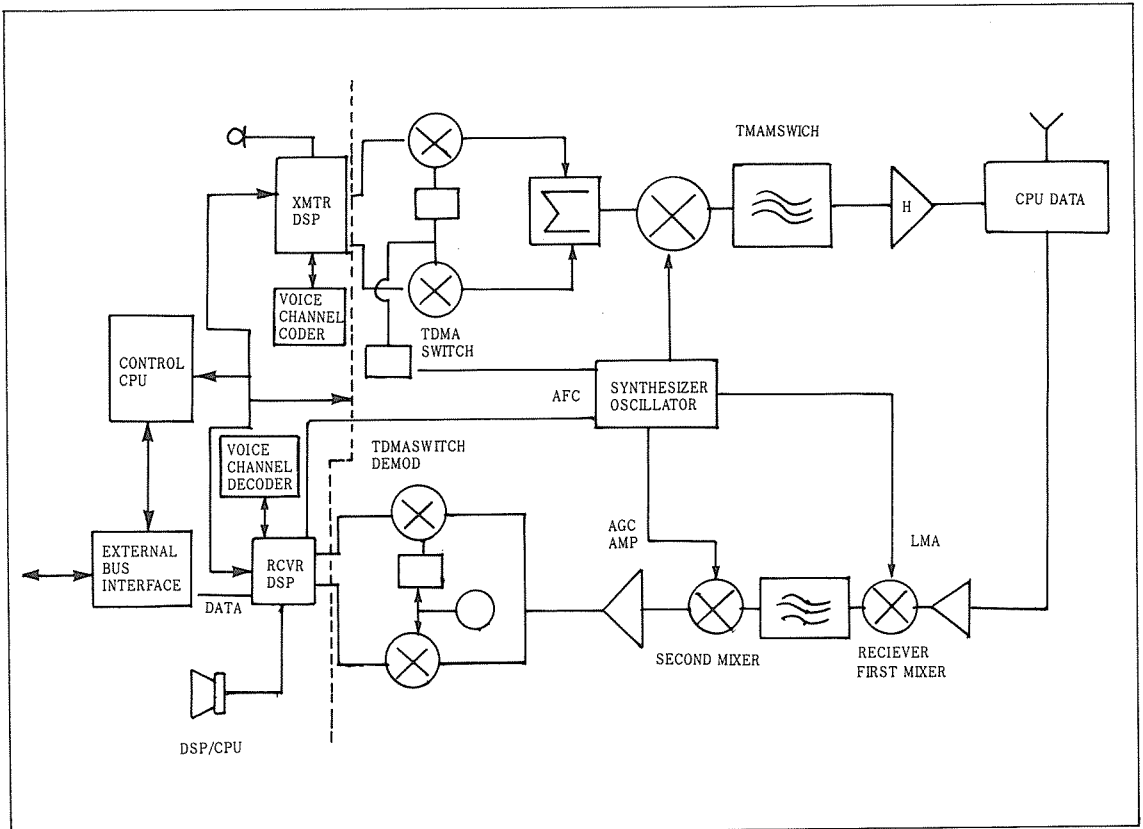 TMAMSWICH
XMTR
DSP
H
CPU DATA
VOICE
CHANNEL
CODER
TDMA
SWITCH
CONTROL
CPU
AFC
SYNTHESIZER
OSCILLATOR
VOICE
CHANNEL
DECODER
TDMASWITCH
DEMOD
AGC
AMP
LMA
EXTERNAL
BUS
INTERFACE
RCVR
DSP
DATA
SECOND MIXER
RECIEVER
FIRST MIXER
DSP/CPU